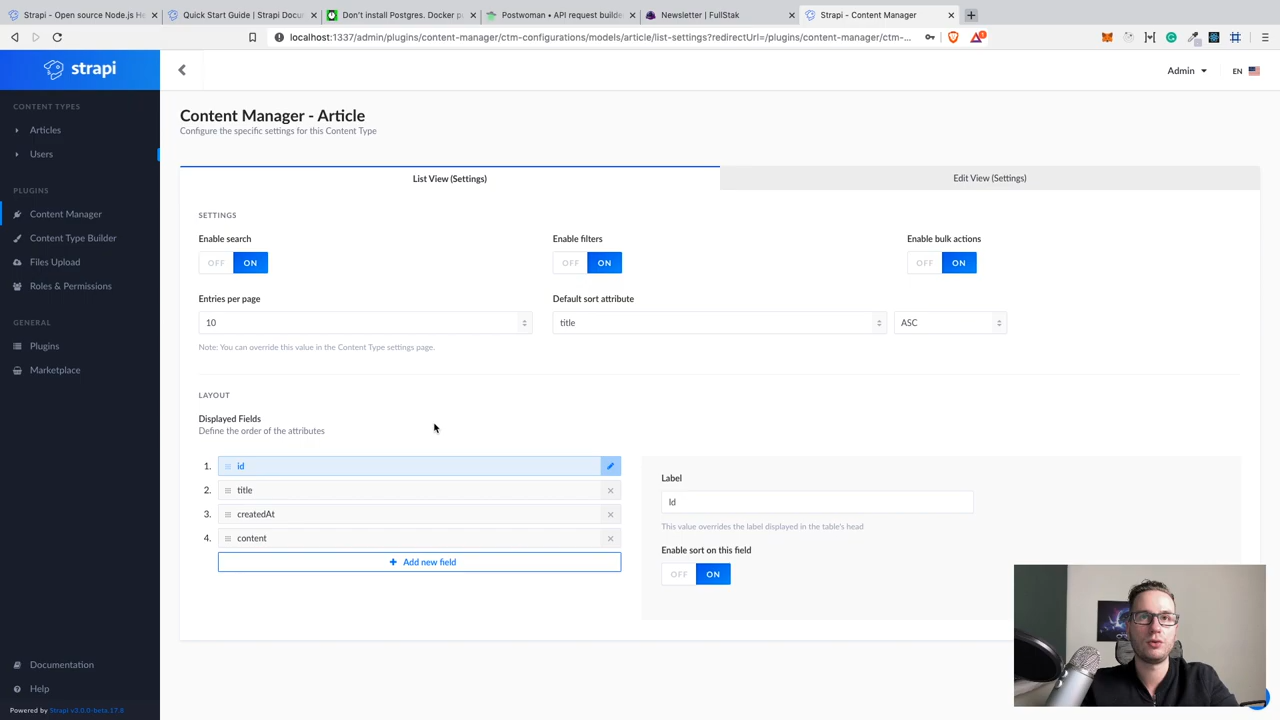 Strapi - Open source Node.js He
Quick Start Guide | Strapi Docu
Don't install Postgres. Docker p
Postwoman • API request builde
Newsletter | FullStak
Strapi - Content Manager
localhost:1337/admin/plugins/content-manager/ctm-configurations/models/article/list-settings?redirectUrl=/plugins/content-manager/ctm-...
strapi
Admin
EN
CONTENT TYPES
Articles
Users
PLUGINS
Content Manager
Content Type Builder
Files Upload
Roles & Permissions
GENERAL
Plugins
Marketplace
Documentation
Help
Powered by Strapi v3.0.0-beta.17.8
Content Manager - Article
Configure the specific settings for this Content Type
List View (Settings)
Edit View (Settings)
SETTINGS
Enable search
Enable filters
Enable bulk actions
OFF ON
OFF ON
OFF ON
Entries per page
Default sort attribute
10
title
ASC
Note: You can override this value in the Content Type settings page.
LAYOUT
Displayed Fields
Define the order of the attributes
1. id
2. title
3. createdAt
4. content
Add new field
Label
Id
This value overrides the label displayed in the table's head
Enable sort on this field
OFF ON